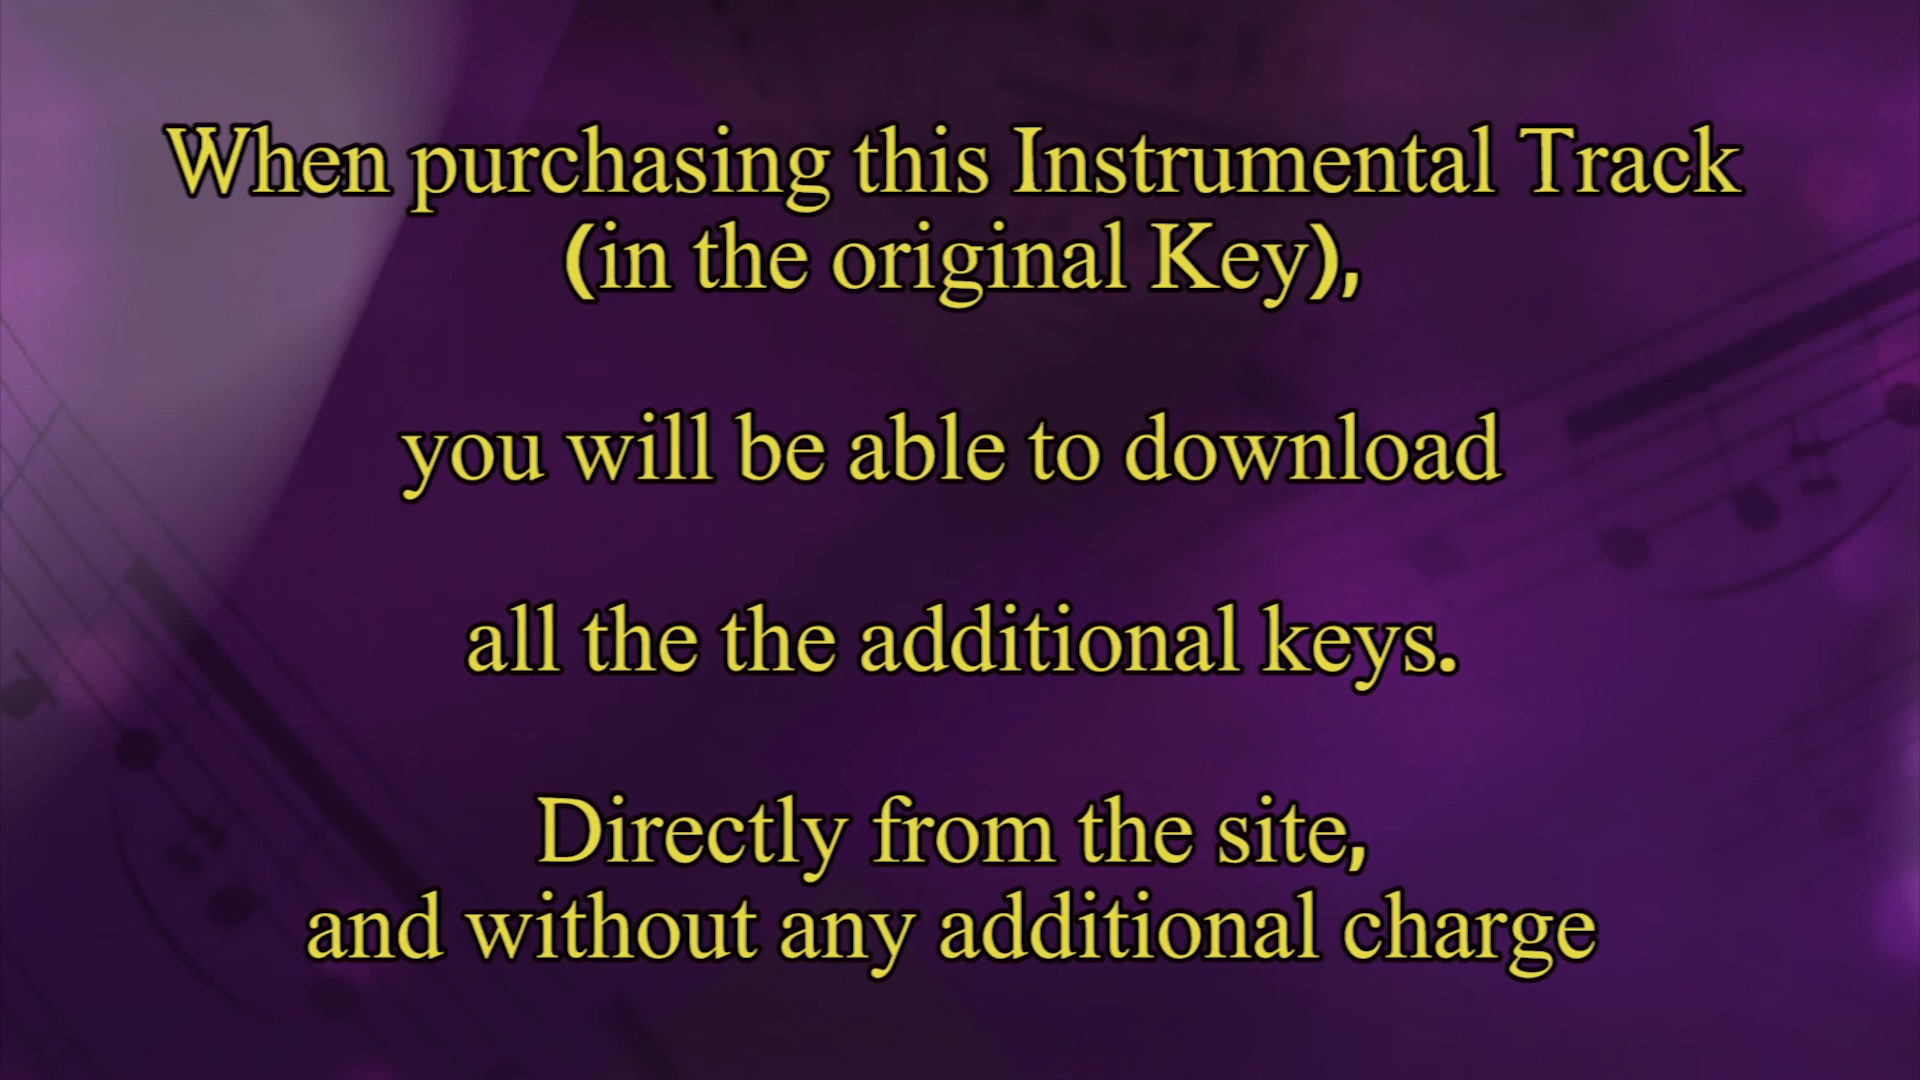 When purchasing this Instrumental Track
(in the original Key),
you will be able to download
all the the additional keys.
Directly from the site,
and without any additional charge